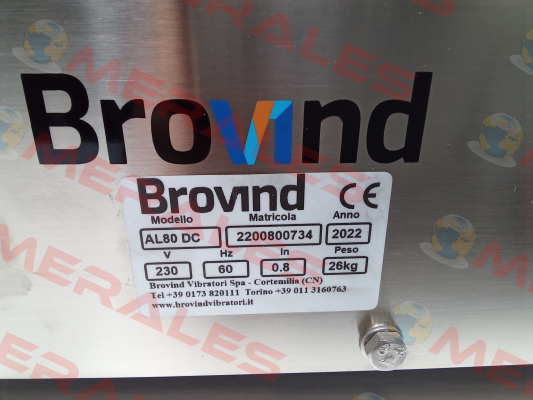 Brovind
Brovind CE
Modello Matricola Anno
AL80 DC 2200800734 2022
V Hz In Peso
230 60 0.8 26kg
Brovind Vibratori Spa - Cortemilia (CN)
Tel +39 0173 820111 Torino +39 011 3160763
www.brovindvibratori.it
MERALES